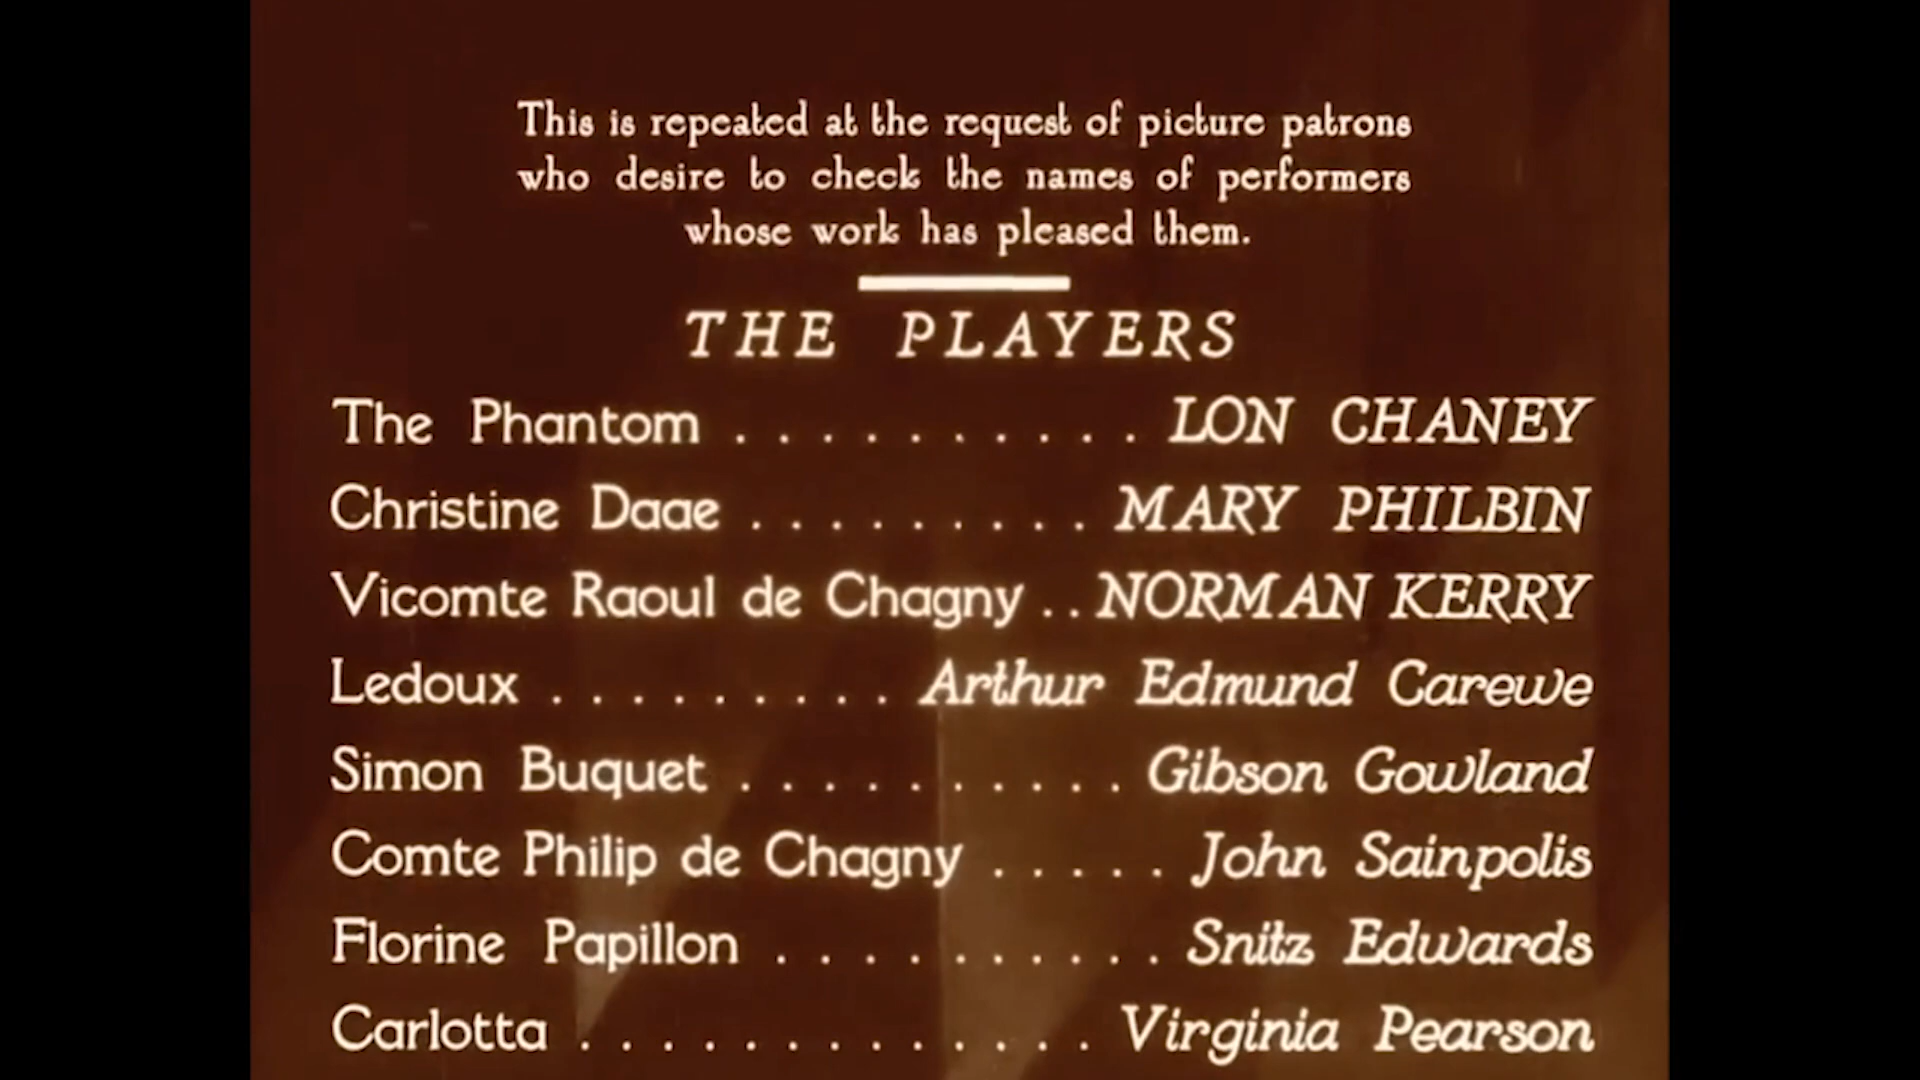 This is repeated at the request of picture patrons
who desire to check the names of performers
whose work has pleased them.
THE PLAYERS
The Phantom . . . . . . . . . . LON CHANEY
Christine Daae . . . . . . . . . MARY PHILBIN
Vicomte Raoul de Chagny . . NORMAN KERRY
Ledoux . . . . . . . . . Arthur Edmund Carewe
Simon Buquet . . . . . . . . . . Gibson Gowland
Comte Philip de Chagny . . . . . John Sainpolis
Florine Papillon . . . . . . . . . . Snitz Edwards
Carlotta . . . . . . . . . . . . . Virginia Pearson